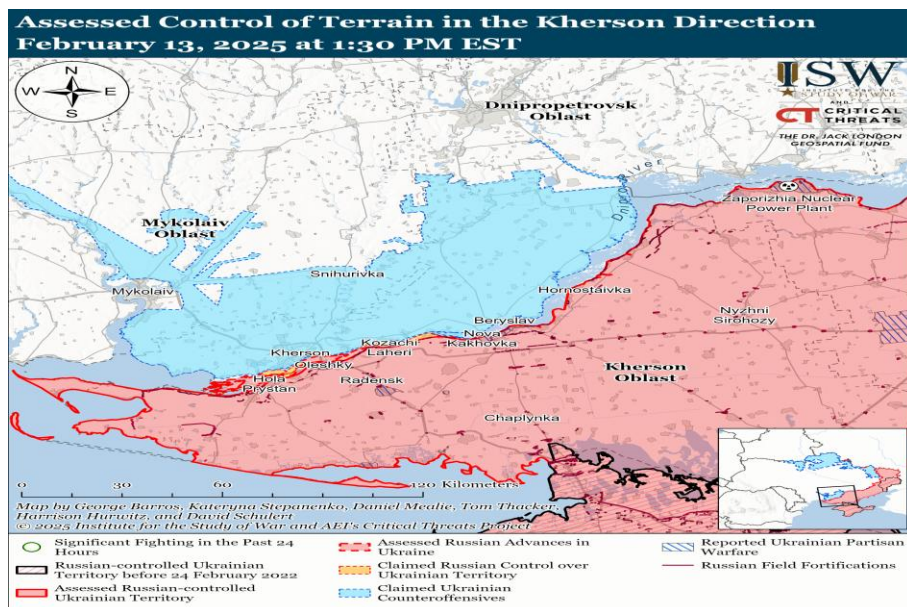 Assessed Control of Terrain in the Kherson Direction
February 13, 2025 at 1:30 PM EST
N
W E
S
ISW
INSTITUTE FOR THE
STUDY OF WAR
AND
CT CRITICAL
THREATS
THE DR. JACK LONDON
GEOSPATIAL FUND
Dnipropetrovsk
Oblast
Dnipro River
Zaporizhia Nuclear
Power Plant
Mykolaiv
Oblast
Snihurivka
Mykolaiv
Hornostaivka
Beryslav
Nova
Kakhovka
Nyzhni
Sirohozy
Kozachi
Laheri
Kherson
Oleshky
Hola
Prystan
Radensk
Kherson
Oblast
Chaplynka
0 30 60 120 Kilometers
Map by George Barros, Kateryna Stepanenko, Daniel Mealie, Tom Thacker,
Harrison Hurwitz, and David Schulert
© 2025 Institute for the Study of War and AEI's Critical Threats Project
Significant Fighting in the Past 24
Hours
Russian-controlled Ukrainian
Territory before 24 February 2022
Assessed Russian-controlled
Ukrainian Territory
Assessed Russian Advances in
Ukraine
Claimed Russian Control over
Ukrainian Territory
Claimed Ukrainian
Counteroffensives
Reported Ukrainian Partisan
Warfare
Russian Field Fortifications